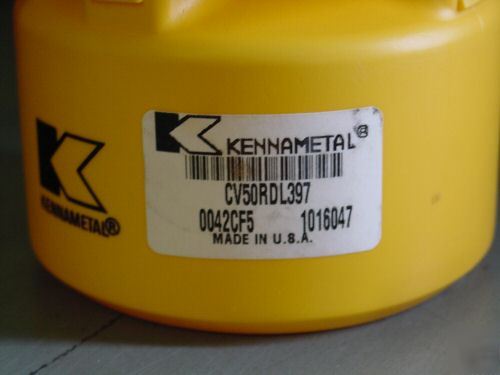 KENNAMETAL®
KENNAMETAL®
CV50RDL397
0042CF5 1016047
MADE IN U.S.A.